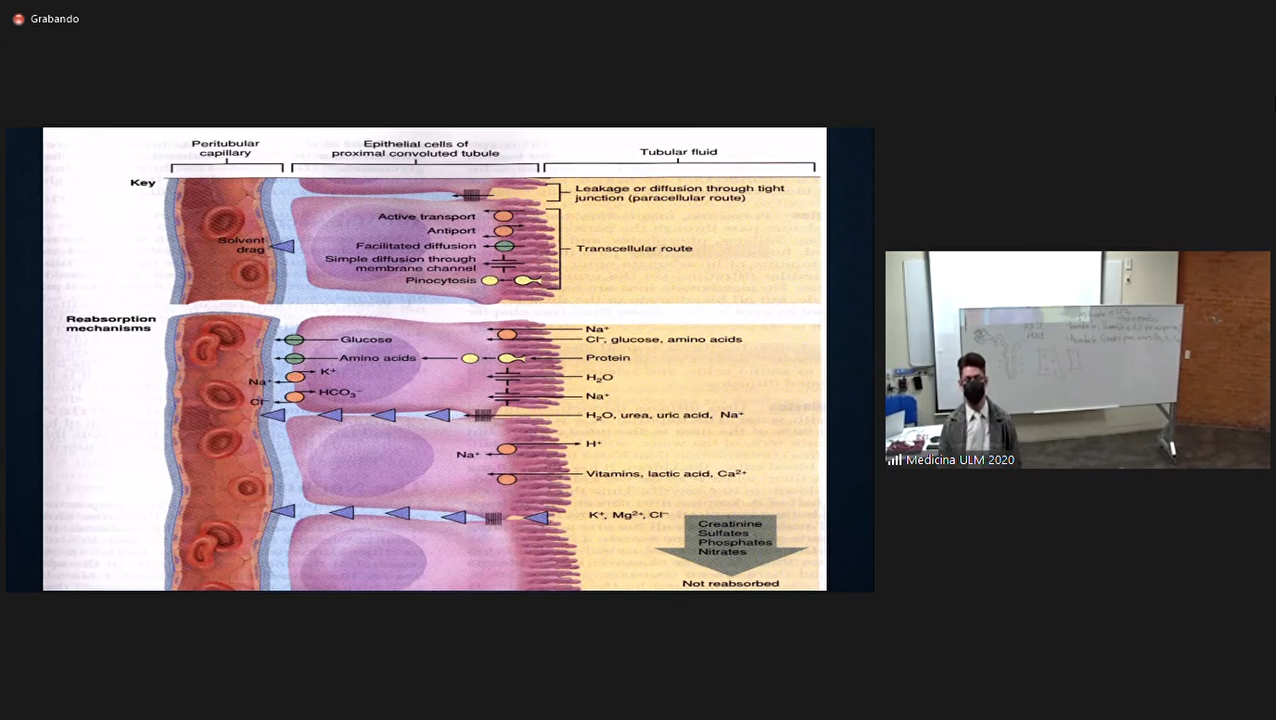 Grabando
Peritubular
capillary
Epithelial cells of
proximal convoluted tubule
Tubular fluid
Key
Leakage or diffusion through tight
junction (paracellular route)
Active transport
Antiport
Solvent
drag
Facilitated diffusion
Transcellular route
Simple diffusion through
membrane channel
Pinocytosis
Reabsorption
mechanisms
Na⁺
Glucose
Cl⁻, glucose, amino acids
Amino acids
Protein
K⁺
H₂O
Na⁺
HCO₃⁻
Na⁺
Cl⁻
H₂O, urea, uric acid, Na⁺
H⁺
Na⁺
Vitamins, lactic acid, Ca²⁺
K⁺, Mg²⁺, Cl⁻
Creatinine
Sulfates
Phosphates
Nitrates
Not reabsorbed
Medicina ULM 2020